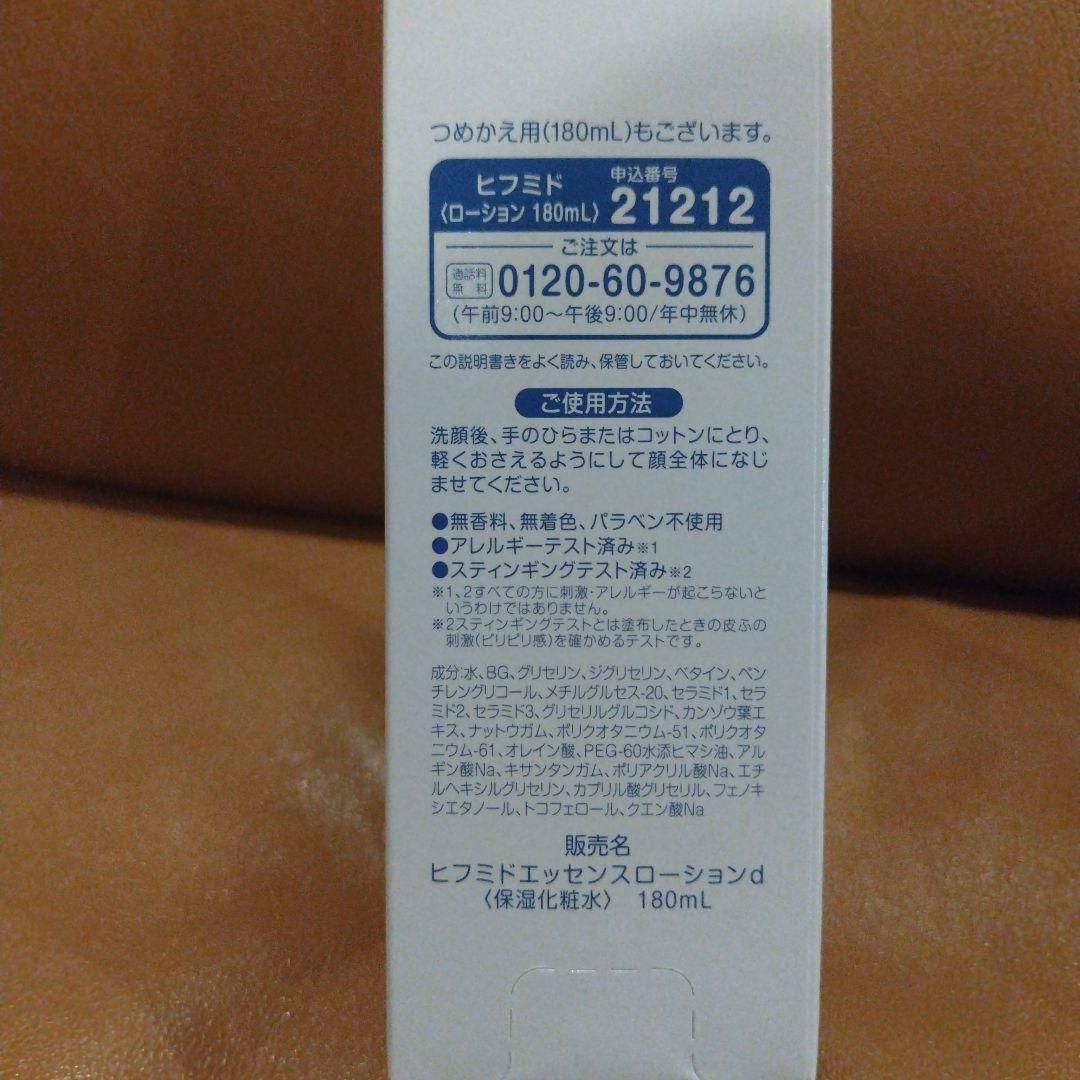 つめかえ用(180mL)もございます。
ヒフミド
〈ローション 180mL〉
申込番号
21212
ご注文は
通話料
無料
0120-60-9876
(午前9:00〜午後9:00/年中無休)
この説明書きをよく読み、保管しておいてください。
ご使用方法
洗顔後、手のひらまたはコットンにとり、
軽くおさえるようにして顔全体になじ
ませてください。
●無香料、無着色、パラベン不使用
●アレルギーテスト済み※1
●スティンギングテスト済み※2
※1、2すべての方に刺激・アレルギーが起こらないと
いうわけではありません。
※2スティンギングテストとは塗布したときの皮ふの
刺激(ピリピリ感)を確かめるテストです。
成分:水、BG、グリセリン、ジグリセリン、ベタイン、ペン
チレングリコール、メチルグルセス-20、セラミド1、セラ
ミド2、セラミド3、グリセリルグルコシド、カンゾウ葉エ
キス、ナットウガム、ポリクオタニウム-51、ポリクオタ
ニウム-61、オレイン酸、PEG-60水添ヒマシ油、アル
ギン酸Na、キサンタンガム、ポリアクリル酸Na、エチ
ルヘキシルグリセリン、カプリル酸グリセリル、フェノキ
シエタノール、トコフェロール、クエン酸Na
販売名
ヒフミドエッセンスローションd
〈保湿化粧水〉 180mL